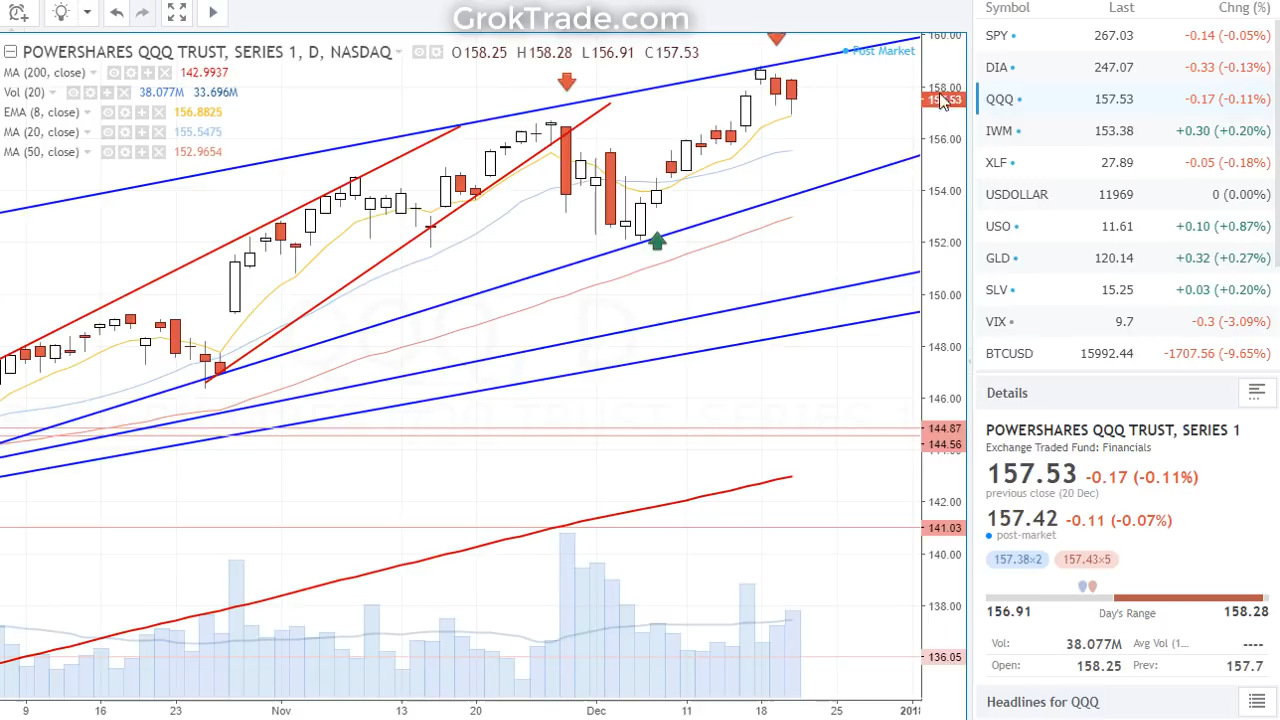 GrokTrade.com
POWERSHARES QQQ TRUST, SERIES 1, D, NASDAQ O158.25 H158.28 L156.91 C157.53
MA (200, close) 142.9937
Vol (20) 38.077M 33.696M
EMA (8, close) 156.8825
MA (20, close) 155.5475
MA (50, close) 152.9654
Post Market
160.00
158.00
157.53
156.00
154.00
152.00
150.00
148.00
146.00
144.87
144.56
142.00
141.03
140.00
138.00
136.05
9 16 23 Nov 13 20 Dec 11 18 25 2018
Symbol Last Chng (%)
SPY 267.03 -0.14 (-0.05%)
DIA 247.07 -0.33 (-0.13%)
QQQ 157.53 -0.17 (-0.11%)
IWM 153.38 +0.30 (+0.20%)
XLF 27.89 -0.05 (-0.18%)
USDOLLAR 11969 0 (0.00%)
USO 11.61 +0.10 (+0.87%)
GLD 120.14 +0.32 (+0.27%)
SLV 15.25 +0.03 (+0.20%)
VIX 9.7 -0.3 (-3.09%)
BTCUSD 15992.44 -1707.56 (-9.65%)
Details
POWERSHARES QQQ TRUST, SERIES 1
Exchange Traded Fund: Financials
157.53 -0.17 (-0.11%)
previous close (20 Dec)
157.42 -0.11 (-0.07%)
post-market
157.38×2 157.43×5
156.91 Day's Range 158.28
Vol: 38.077M Avg Vol (1... ----
Open: 158.25 Prev: 157.7
Headlines for QQQ